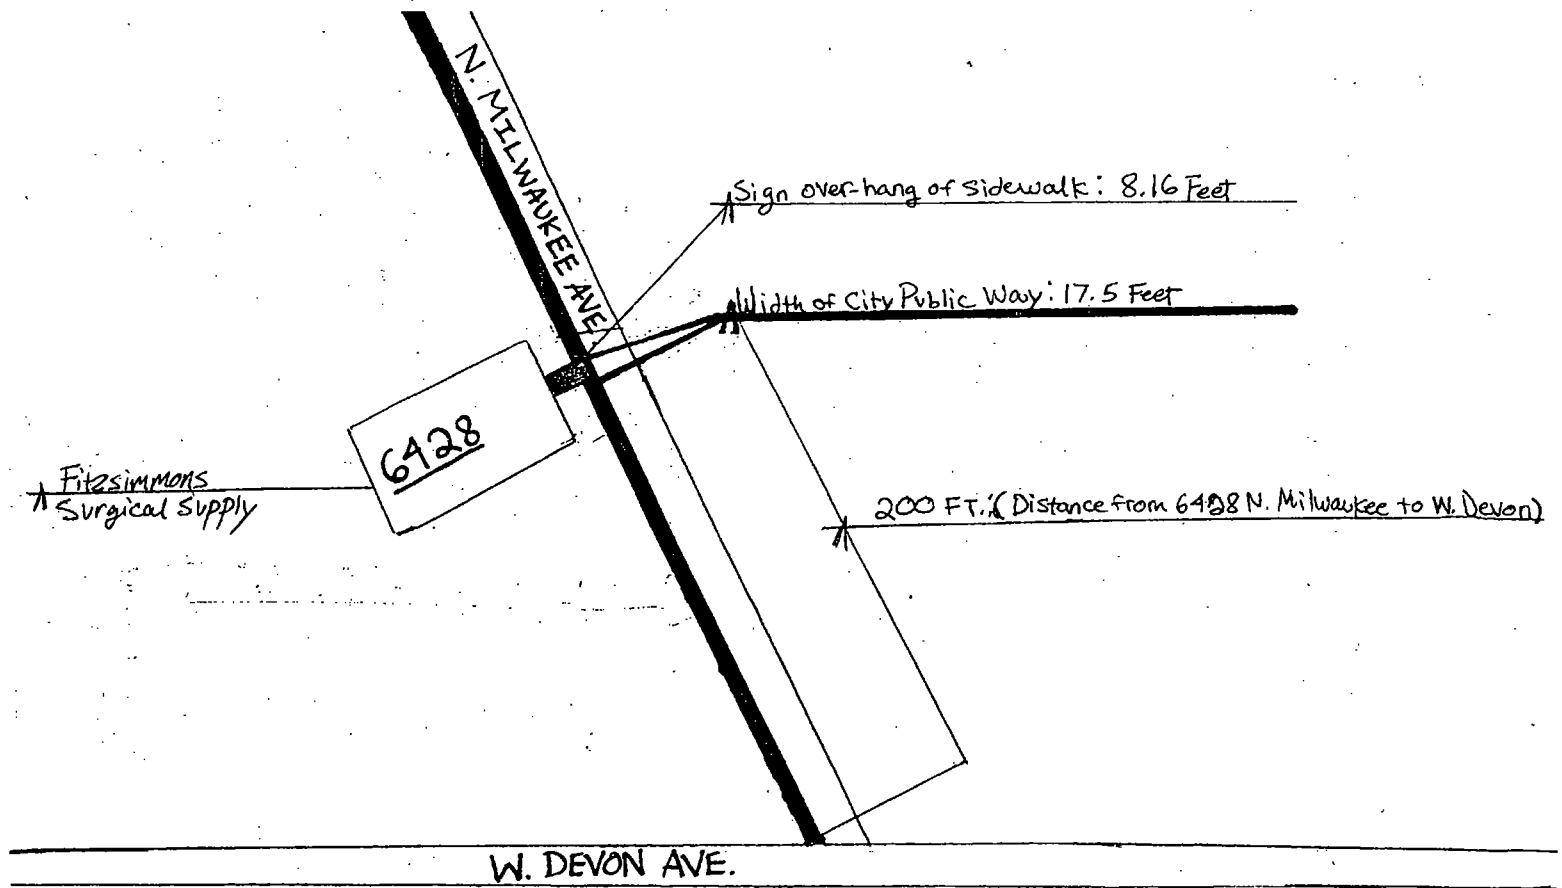 N. MILWAUKEE AVE
Sign over-hang of Sidewalk: 8.16 Feet
Width of City Public Way: 17.5 Feet
6428
Fitzsimmons
Surgical Supply
200 FT.: (Distance from 6428 N. Milwaukee to W. Devon)
W. DEVON AVE.